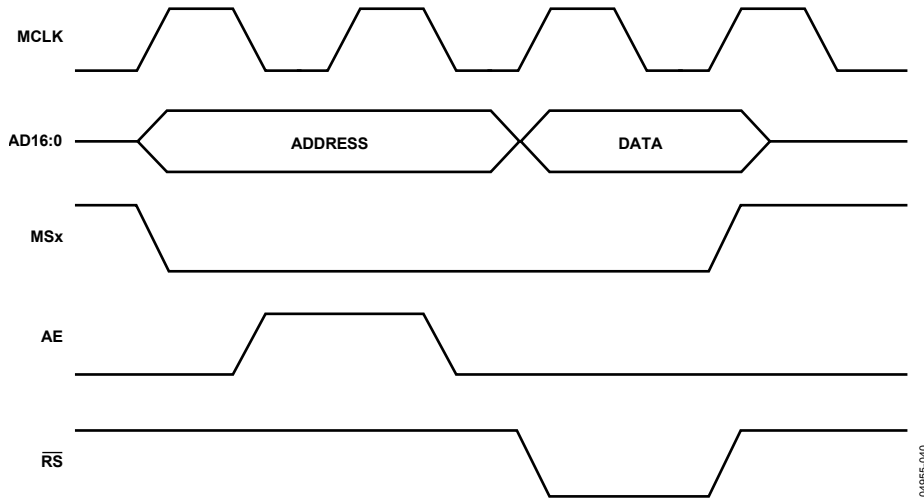 MCLK
AD16:0
ADDRESS
DATA
MSx
AE
RS
04955-040